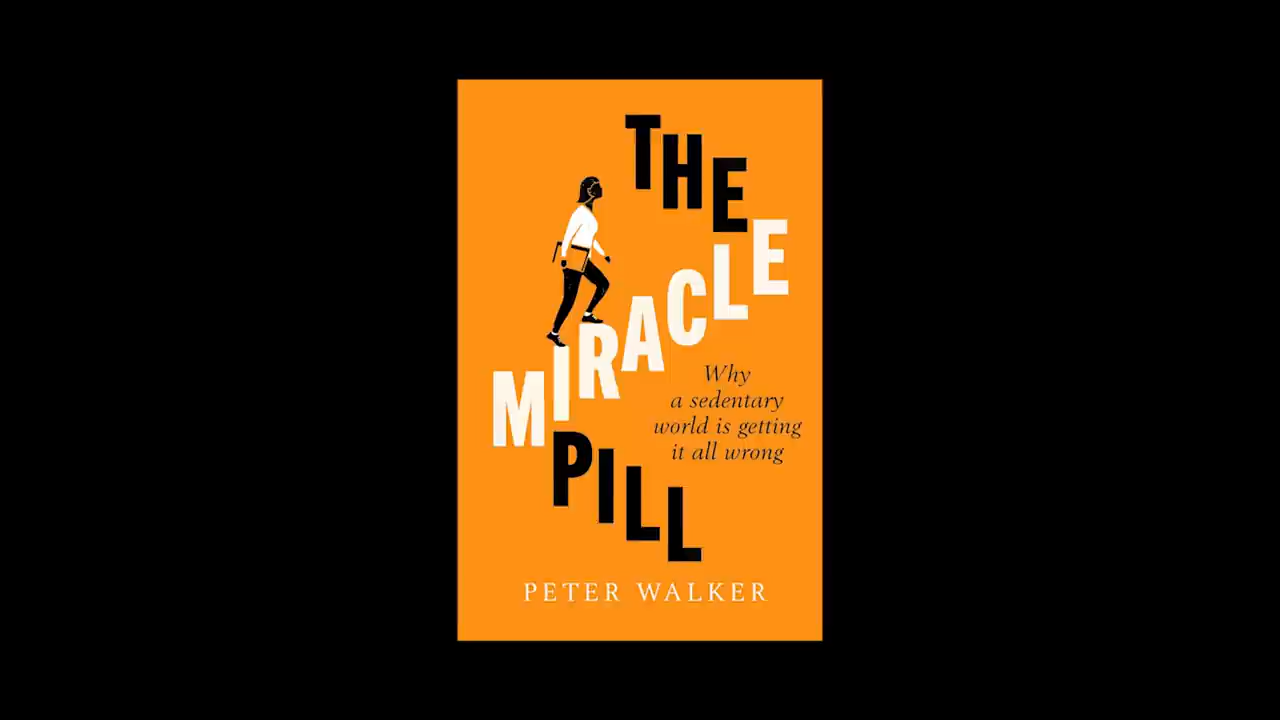 THE
MIRACLE
PILL
Why
a sedentary
world is getting
it all wrong
PETER WALKER